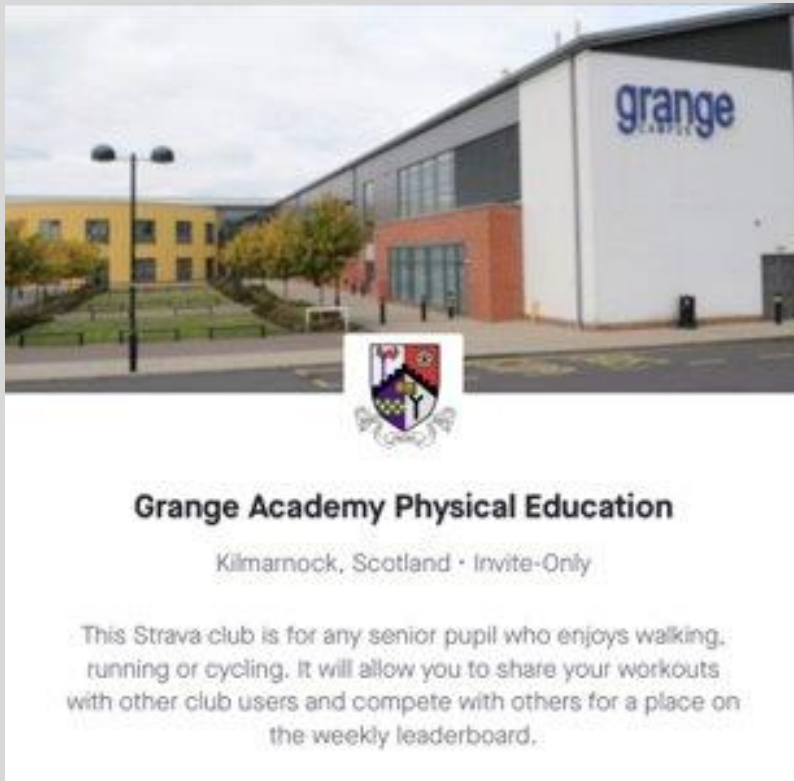 grange
CAMPUS
Grange Academy Physical Education
Kilmarnock, Scotland · Invite-Only
This Strava club is for any senior pupil who enjoys walking,
running or cycling. It will allow you to share your workouts
with other club users and compete with others for a place on
the weekly leaderboard.